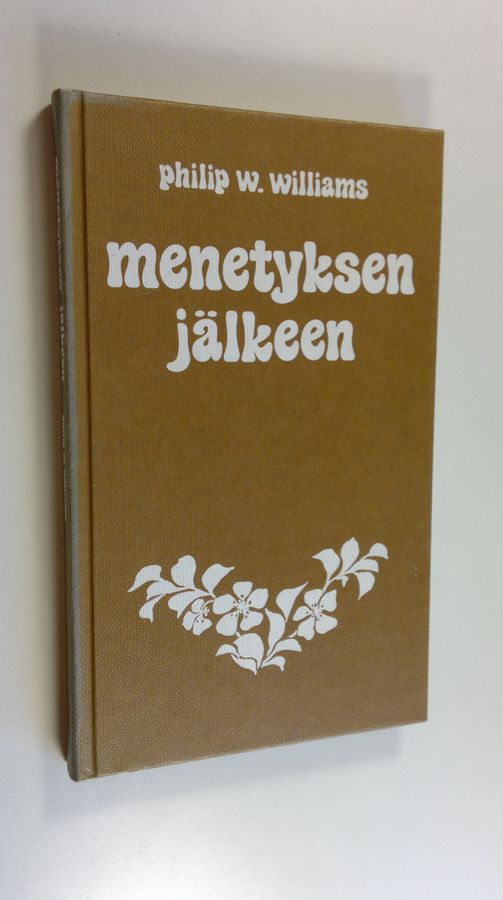 philip w. williams
menetyksen
jälkeen